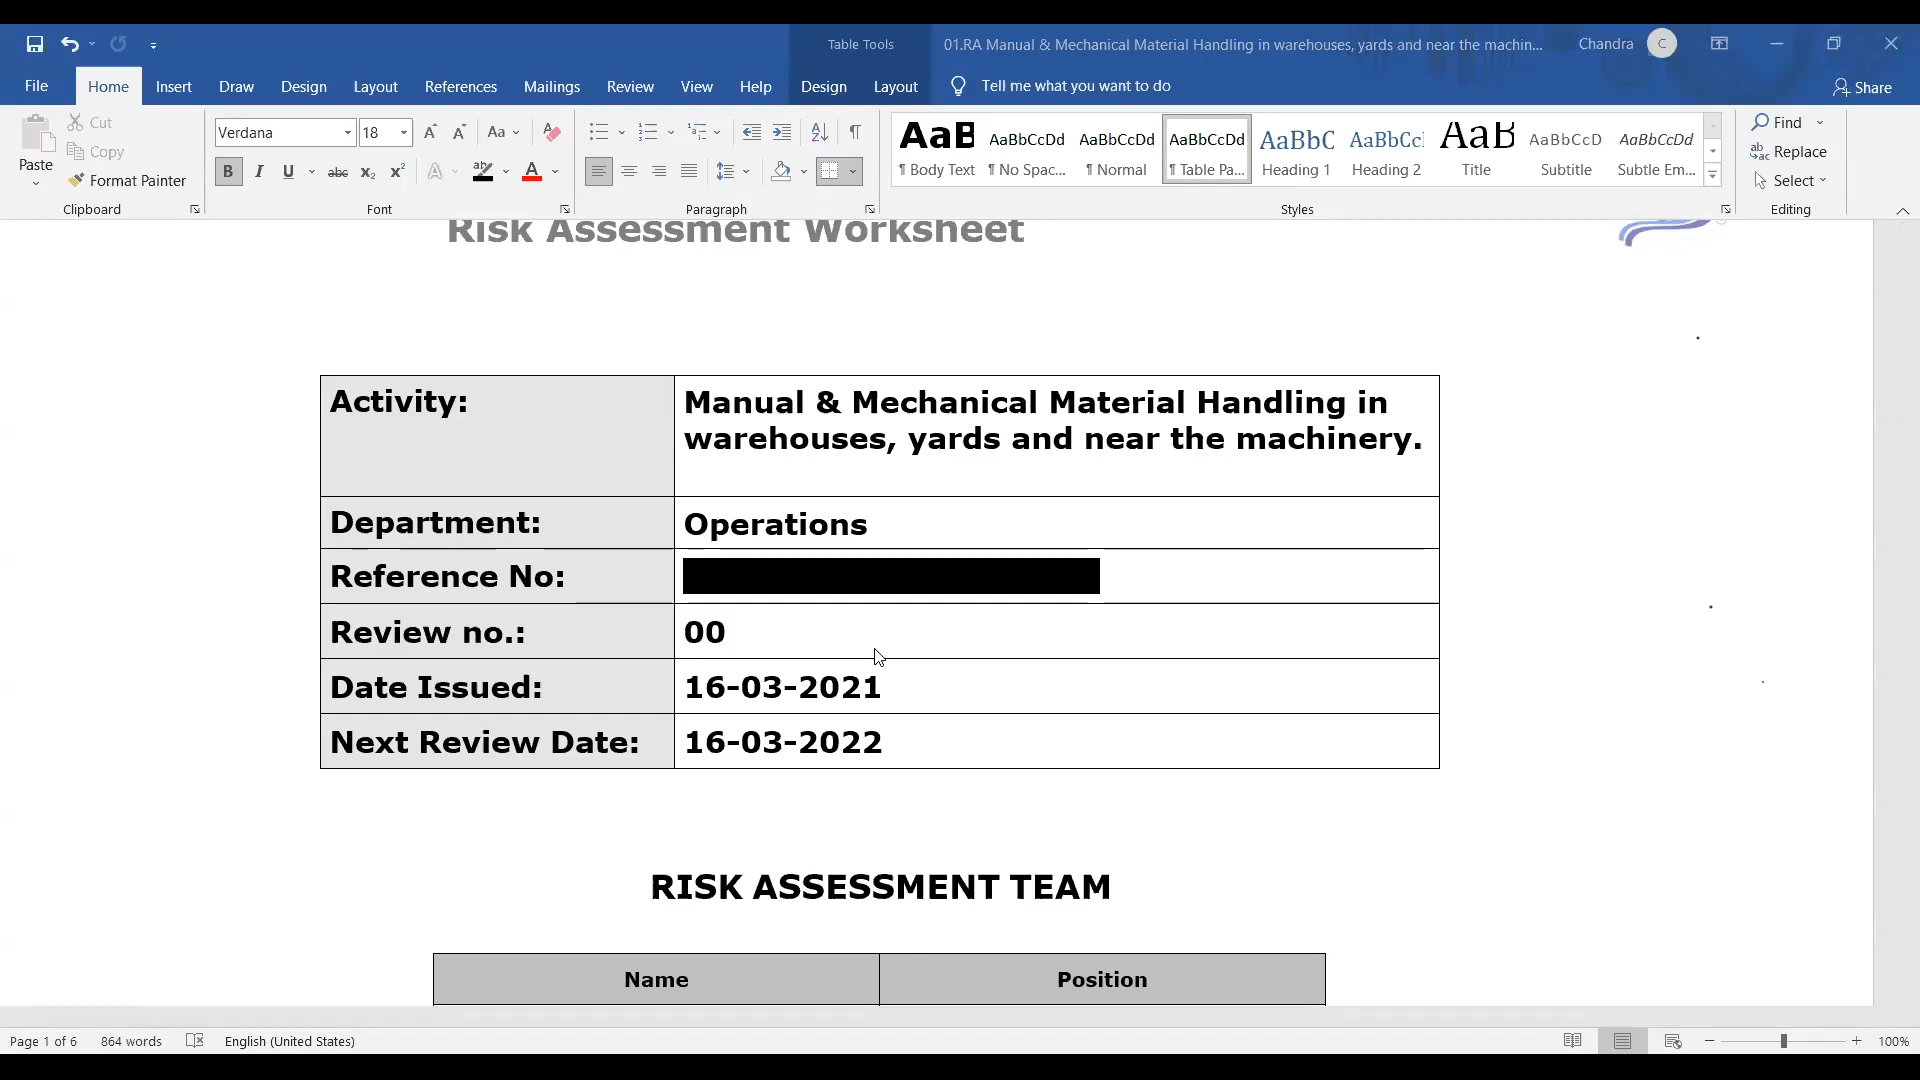 Table Tools
01.RA Manual & Mechanical Material Handling in warehouses, yards and near the machin...
Chandra
C
File Home Insert Draw Design Layout References Mailings Review View Help Design Layout Tell me what you want to do Share
Paste
Cut
Copy
Format Painter
Clipboard
Verdana 18
Font
Paragraph
AaB AaBbCcDd AaBbCcDd AaBbCcDd AaBbC AaBbCcl AaB AaBbCcD AaBbCcDd
¶ Body Text ¶ No Spac... ¶ Normal ¶ Table Pa... Heading 1 Heading 2 Title Subtitle Subtle Em...
Styles
Find
Replace
Select
Editing
Risk Assessment Worksheet
Activity: Manual & Mechanical Material Handling in
warehouses, yards and near the machinery.
Department: Operations
Reference No:
Review no.: 00
Date Issued: 16-03-2021
Next Review Date: 16-03-2022
RISK ASSESSMENT TEAM
Name Position
Page 1 of 6 864 words English (United States) 100%